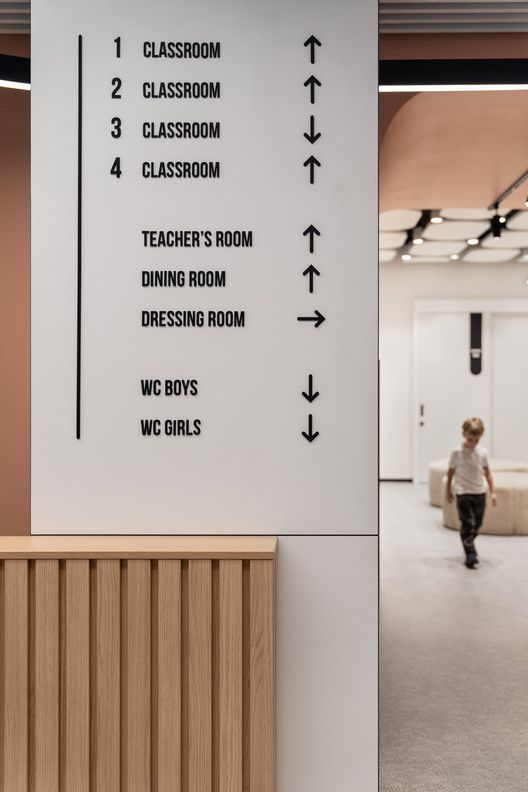 1 CLASSROOM ↑
2 CLASSROOM ↑
3 CLASSROOM ↓
4 CLASSROOM ↑
TEACHER'S ROOM ↑
DINING ROOM ↑
DRESSING ROOM →
WC BOYS ↓
WC GIRLS ↓